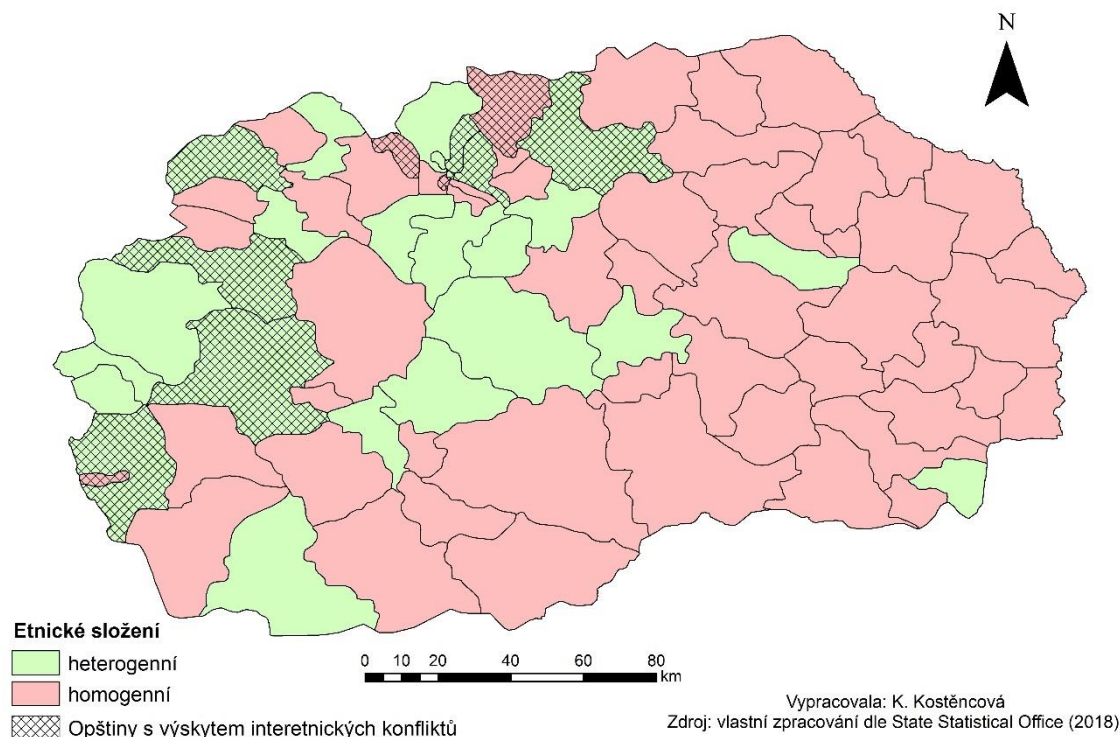 N
Etnické složení
heterogenní
homogenní
Opštiny s výskytem interetnických konfliktů
0 10 20 40 60 80
km
Vypracovala: K. Kostěncová
Zdroj: vlastní zpracování dle State Statistical Office (2018)